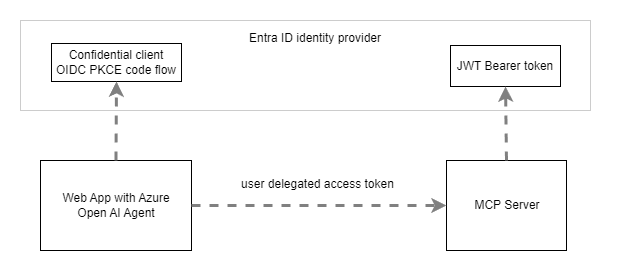 Entra ID identity provider
Confidential client
OIDC PKCE code flow
JWT Bearer token
user delegated access token
Web App with Azure
Open AI Agent
MCP Server